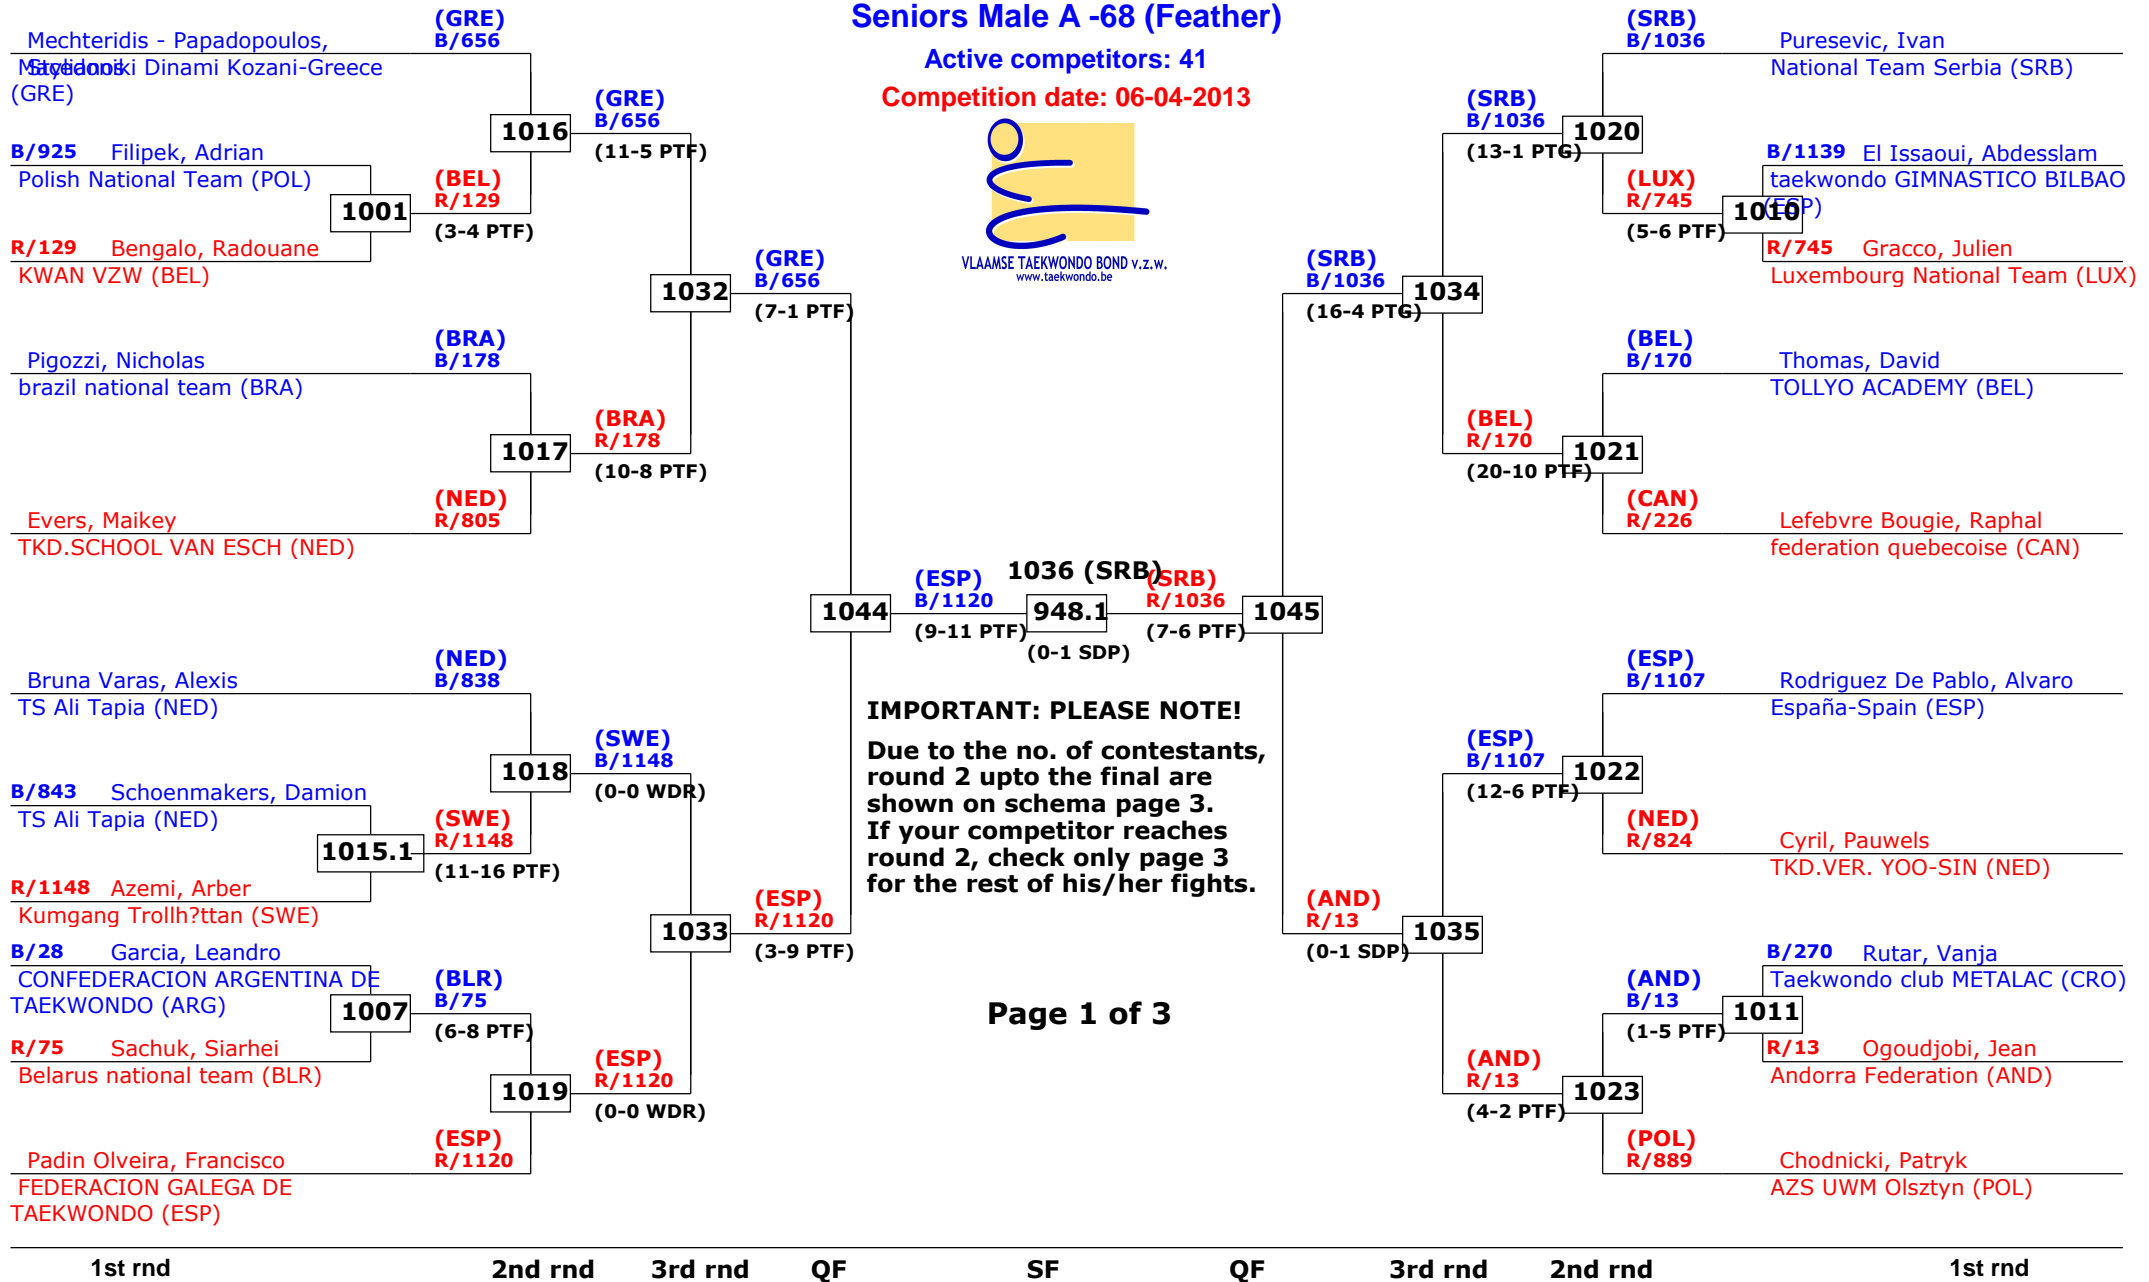 Seniors Male A -68 (Feather)
Active competitors: 41
Competition date: 06-04-2013
VLAAMSE TAEKWONDO BOND v.z.w.
www.taekwondo.be
Mechteridis - Papadopoulos,
Stylianos
Macedoniki Dinami Kozani-Greece
(GRE)
(GRE)
B/656
B/925 Filipek, Adrian
Polish National Team (POL)
1001
R/129 Bengalo, Radouane
KWAN VZW (BEL)
(BEL)
R/129
(3-4 PTF)
1016
(GRE)
B/656
(11-5 PTF)
Pigozzi, Nicholas
brazil national team (BRA)
(BRA)
B/178
1017
Evers, Maikey
TKD.SCHOOL VAN ESCH (NED)
(NED)
R/805
(BRA)
R/178
(10-8 PTF)
1032
(GRE)
B/656
(7-1 PTF)
Bruna Varas, Alexis
TS Ali Tapia (NED)
(NED)
B/838
B/843 Schoenmakers, Damion
TS Ali Tapia (NED)
1015.1
R/1148 Azemi, Arber
Kumgang Trollh?ttan (SWE)
(SWE)
R/1148
(11-16 PTF)
1018
(SWE)
B/1148
(0-0 WDR)
B/28 Garcia, Leandro
CONFEDERACION ARGENTINA DE
TAEKWONDO (ARG)
1007
R/75 Sachuk, Siarhei
Belarus national team (BLR)
(BLR)
B/75
(6-8 PTF)
1019
Padin Olveira, Francisco
FEDERACION GALEGA DE
TAEKWONDO (ESP)
(ESP)
R/1120
(ESP)
R/1120
(0-0 WDR)
1033
(ESP)
R/1120
(3-9 PTF)
1044
(ESP)
B/1120
(9-11 PTF)
1036 (SRB)
948.1
(0-1 SDP)
(SRB)
R/1036
(7-6 PTF)
1045
IMPORTANT: PLEASE NOTE!
Due to the no. of contestants,
round 2 upto the final are
shown on schema page 3.
If your competitor reaches
round 2, check only page 3
for the rest of his/her fights.
Page 1 of 3
(SRB)
B/1036
(16-4 PTG)
1034
(SRB)
B/1036
(13-1 PTG)
1020
(SRB)
B/1036
Puresevic, Ivan
National Team Serbia (SRB)
B/1139 El Issaoui, Abdesslam
taekwondo GIMNASTICO BILBAO
(ESP)
1010
(LUX)
R/745
(5-6 PTF)
R/745 Gracco, Julien
Luxembourg National Team (LUX)
(BEL)
B/170
Thomas, David
TOLLYO ACADEMY (BEL)
(BEL)
R/170
(20-10 PTF)
1021
(CAN)
R/226
Lefebvre Bougie, Raphal
federation quebecoise (CAN)
(ESP)
B/1107
Rodriguez De Pablo, Alvaro
España-Spain (ESP)
(ESP)
B/1107
(12-6 PTF)
1022
(NED)
R/824
Cyril, Pauwels
TKD.VER. YOO-SIN (NED)
(AND)
R/13
(0-1 SDP)
1035
B/270 Rutar, Vanja
Taekwondo club METALAC (CRO)
(AND)
B/13
(1-5 PTF)
1011
R/13 Ogoudjobi, Jean
Andorra Federation (AND)
(AND)
R/13
(4-2 PTF)
1023
(POL)
R/889
Chodnicki, Patryk
AZS UWM Olsztyn (POL)
1st rnd 2nd rnd 3rd rnd QF SF QF 3rd rnd 2nd rnd 1st rnd